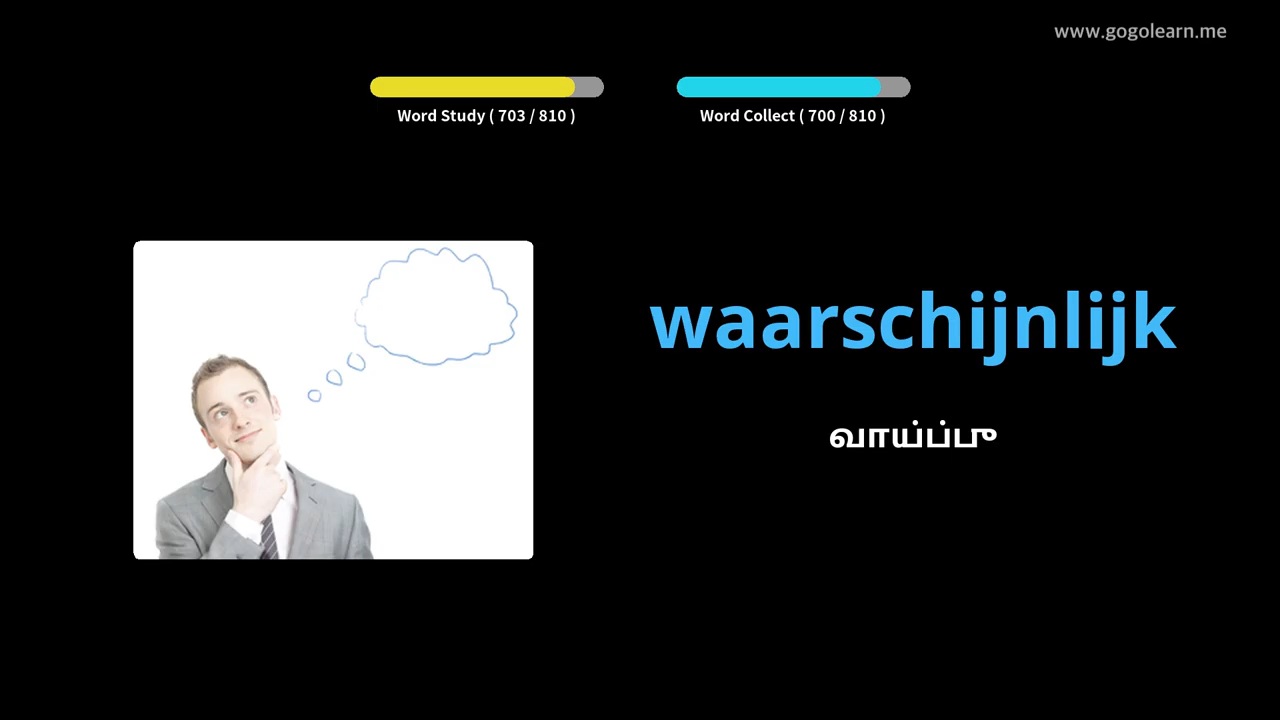 www.gogolearn.me
Word Study ( 703 / 810 )
Word Collect ( 700 / 810 )
waarschijnlijk
வாய்ப்பு